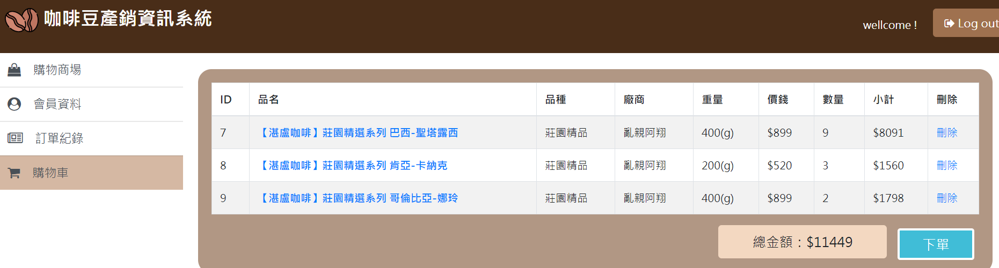 咖啡豆產銷資訊系統
wellcome !
Log out
購物商場
會員資料
訂單紀錄
購物車
ID 品名 品種 廠商 重量 價錢 數量 小計 刪除
7 【湛盧咖啡】莊園精選系列 巴西-聖塔露西 莊園精品 亂親阿翔 400(g) $899 9 $8091 刪除
8 【湛盧咖啡】莊園精選系列 肯亞-卡納克 莊園精品 亂親阿翔 200(g) $520 3 $1560 刪除
9 【湛盧咖啡】莊園精選系列 哥倫比亞-娜玲 莊園精品 亂親阿翔 400(g) $899 2 $1798 刪除
總金額：$11449
下單